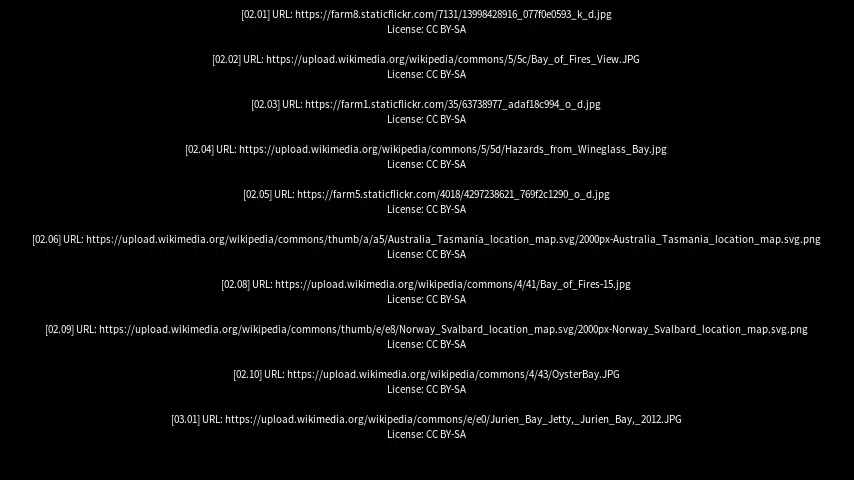 [02.01] URL: https://farm8.staticflickr.com/7131/13998428916_077f0e0593_k_d.jpg
License: CC BY-SA
[02.02] URL: https://upload.wikimedia.org/wikipedia/commons/5/5c/Bay_of_Fires_View.JPG
License: CC BY-SA
[02.03] URL: https://farm1.staticflickr.com/35/63738977_adaf18c994_o_d.jpg
License: CC BY-SA
[02.04] URL: https://upload.wikimedia.org/wikipedia/commons/5/5d/Hazards_from_Wineglass_Bay.jpg
License: CC BY-SA
[02.05] URL: https://farm5.staticflickr.com/4018/4297238621_769f2c1290_o_d.jpg
License: CC BY-SA
[02.06] URL: https://upload.wikimedia.org/wikipedia/commons/thumb/a/a5/Australia_Tasmania_location_map.svg/2000px-Australia_Tasmania_location_map.svg.png
License: CC BY-SA
[02.08] URL: https://upload.wikimedia.org/wikipedia/commons/4/41/Bay_of_Fires-15.jpg
License: CC BY-SA
[02.09] URL: https://upload.wikimedia.org/wikipedia/commons/thumb/e/e8/Norway_Svalbard_location_map.svg/2000px-Norway_Svalbard_location_map.svg.png
License: CC BY-SA
[02.10] URL: https://upload.wikimedia.org/wikipedia/commons/4/43/OysterBay.JPG
License: CC BY-SA
[03.01] URL: https://upload.wikimedia.org/wikipedia/commons/e/e0/Jurien_Bay_Jetty,_Jurien_Bay,_2012.JPG
License: CC BY-SA